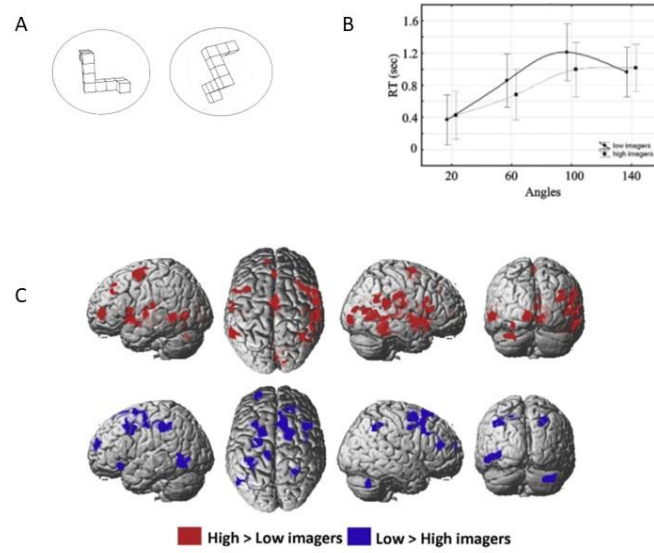 A
B
1.6
1.2
0.8
0.4
0
RT (sec)
low imagers
high imagers
20 60 100 140
Angles
C
High > Low imagers Low > High imagers